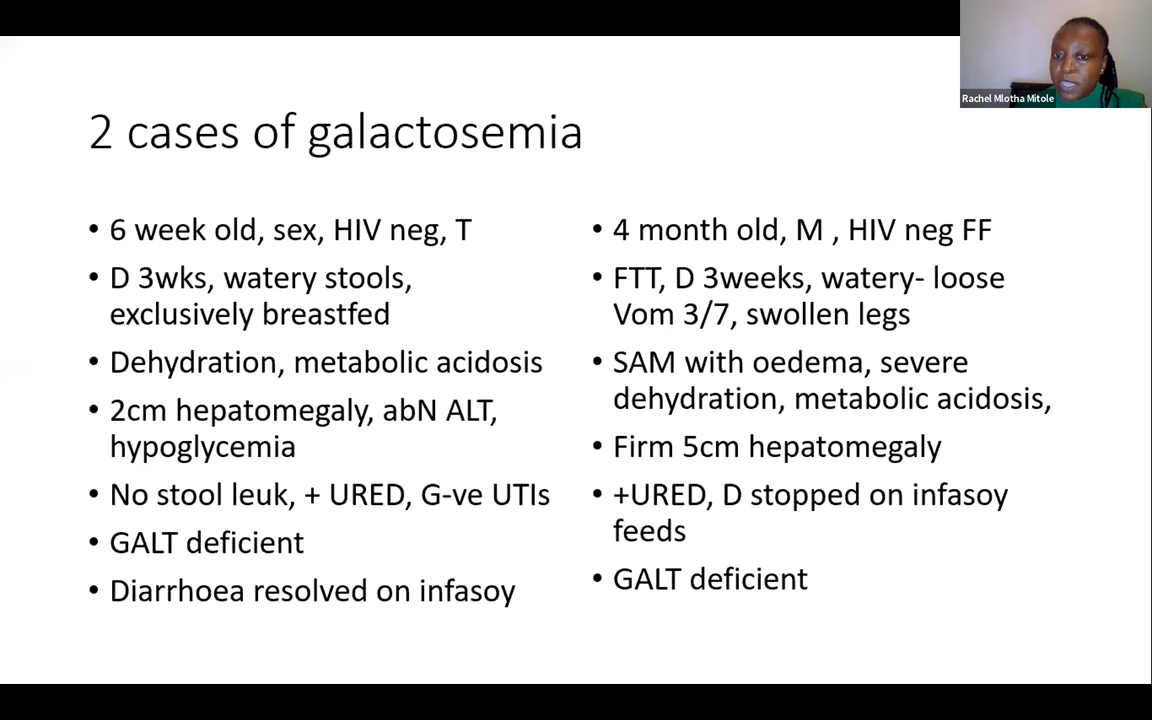 Rachel Mlotha Mitole
2 cases of galactosemia
• 6 week old, sex, HIV neg, T
• D 3wks, watery stools,
exclusively breastfed
• Dehydration, metabolic acidosis
• 2cm hepatomegaly, abN ALT,
hypoglycemia
• No stool leuk, + URED, G-ve UTIs
• GALT deficient
• Diarrhoea resolved on infasoy
• 4 month old, M , HIV neg FF
• FTT, D 3weeks, watery- loose
Vom 3/7, swollen legs
• SAM with oedema, severe
dehydration, metabolic acidosis,
• Firm 5cm hepatomegaly
• +URED, D stopped on infasoy
feeds
• GALT deficient